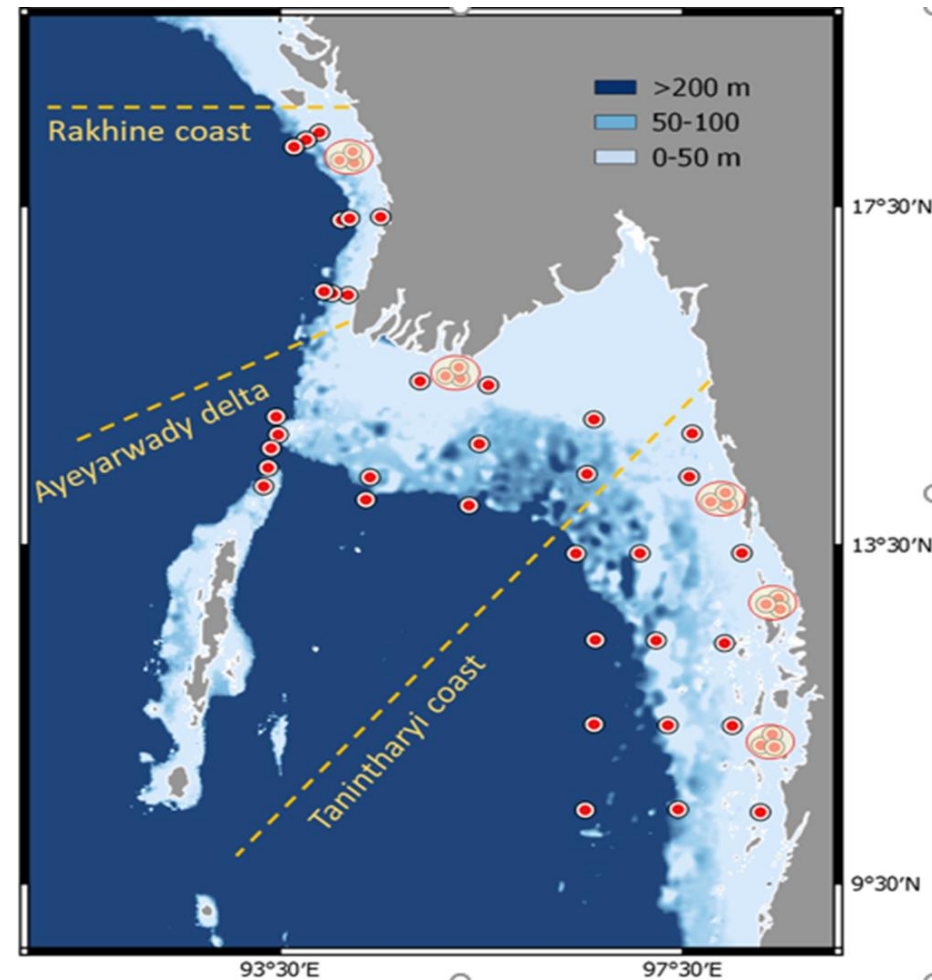 >200 m
50-100
0-50 m
Rakhine coast
17°30'N
Ayeyarwady delta
13°30'N
Tanintharyi coast
9°30'N
93°30'E
97°30'E